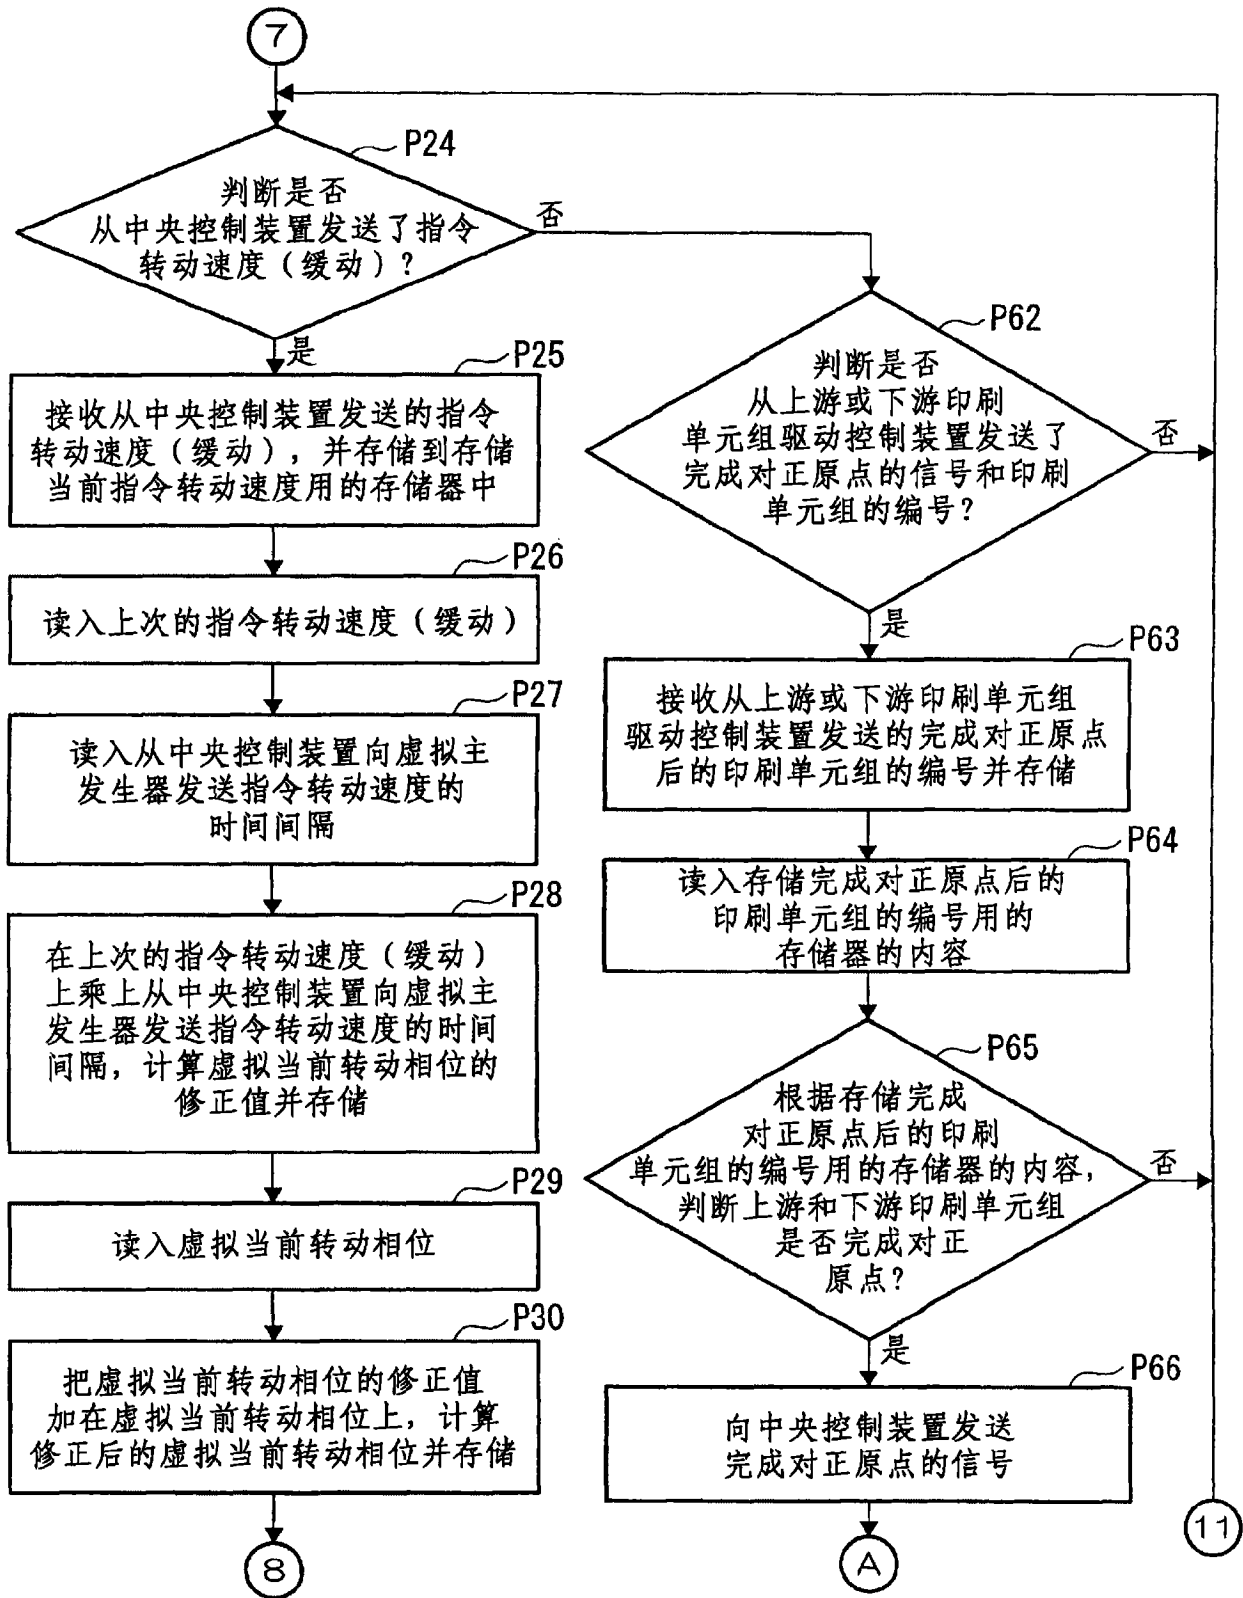 7
P24
判断是否
从中央控制装置发送了指令
转动速度（缓动）？
否
是
P25
接收从中央控制装置发送的指令
转动速度（缓动），并存储到存储
当前指令转动速度用的存储器中
P26
读入上次的指令转动速度（缓动）
P27
读入从中央控制装置向虚拟主
发生器发送指令转动速度的
时间间隔
P28
在上次的指令转动速度（缓动）
上乘上从中央控制装置向虚拟主
发生器发送指令转动速度的时间
间隔，计算虚拟当前转动相位的
修正值并存储
P29
读入虚拟当前转动相位
P30
把虚拟当前转动相位的修正值
加在虚拟当前转动相位上，计算
修正后的虚拟当前转动相位并存储
8
P62
判断是否
从上游或下游印刷
单元组驱动控制装置发送了
完成对正原点的信号和印刷
单元组的编号？
否
是
P63
接收从上游或下游印刷单元组
驱动控制装置发送的完成对正原点
后的印刷单元组的编号并存储
P64
读入存储完成对正原点后的
印刷单元组的编号用的
存储器的内容
P65
根据存储完成
对正原点后的印刷
单元组的编号用的存储器的内容，
判断上游和下游印刷单元组
是否完成对正
原点？
否
是
P66
向中央控制装置发送
完成对正原点的信号
A
11